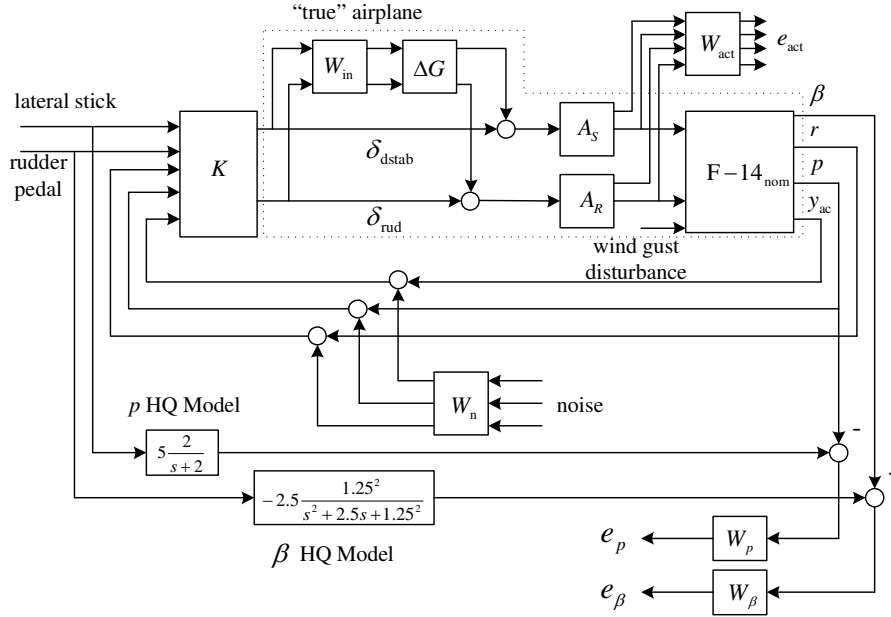 “true” airplane
W_in
ΔG
W_act
e_act
lateral stick
rudder
pedal
K
δ_dstab
δ_rud
A_S
A_R
F−14_nom
β
r
p
y_ac
wind gust
disturbance
W_n
noise
p HQ Model
5 2/(s+2)
-
−2.5 1.25²/(s² + 2.5s + 1.25²)
-
β HQ Model
e_p
W_p
e_β
W_β